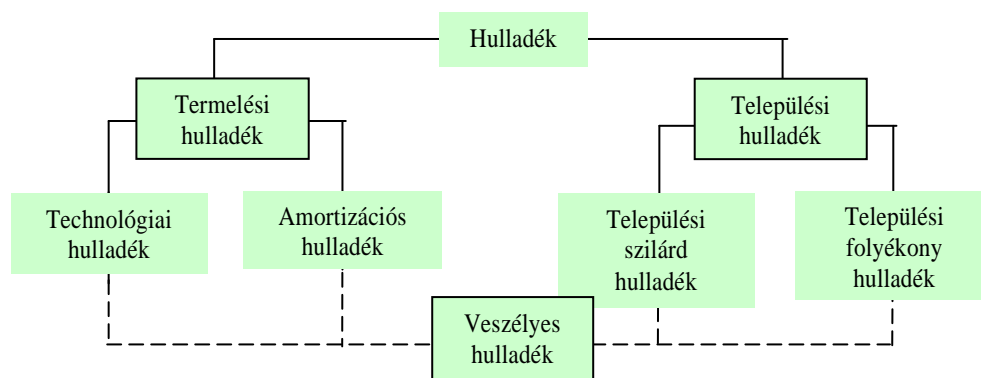 Hulladék
Termelési
hulladék
Települési
hulladék
Technológiai
hulladék
Amortizációs
hulladék
Települési
szilárd
hulladék
Települési
folyékony
hulladék
Veszélyes
hulladék